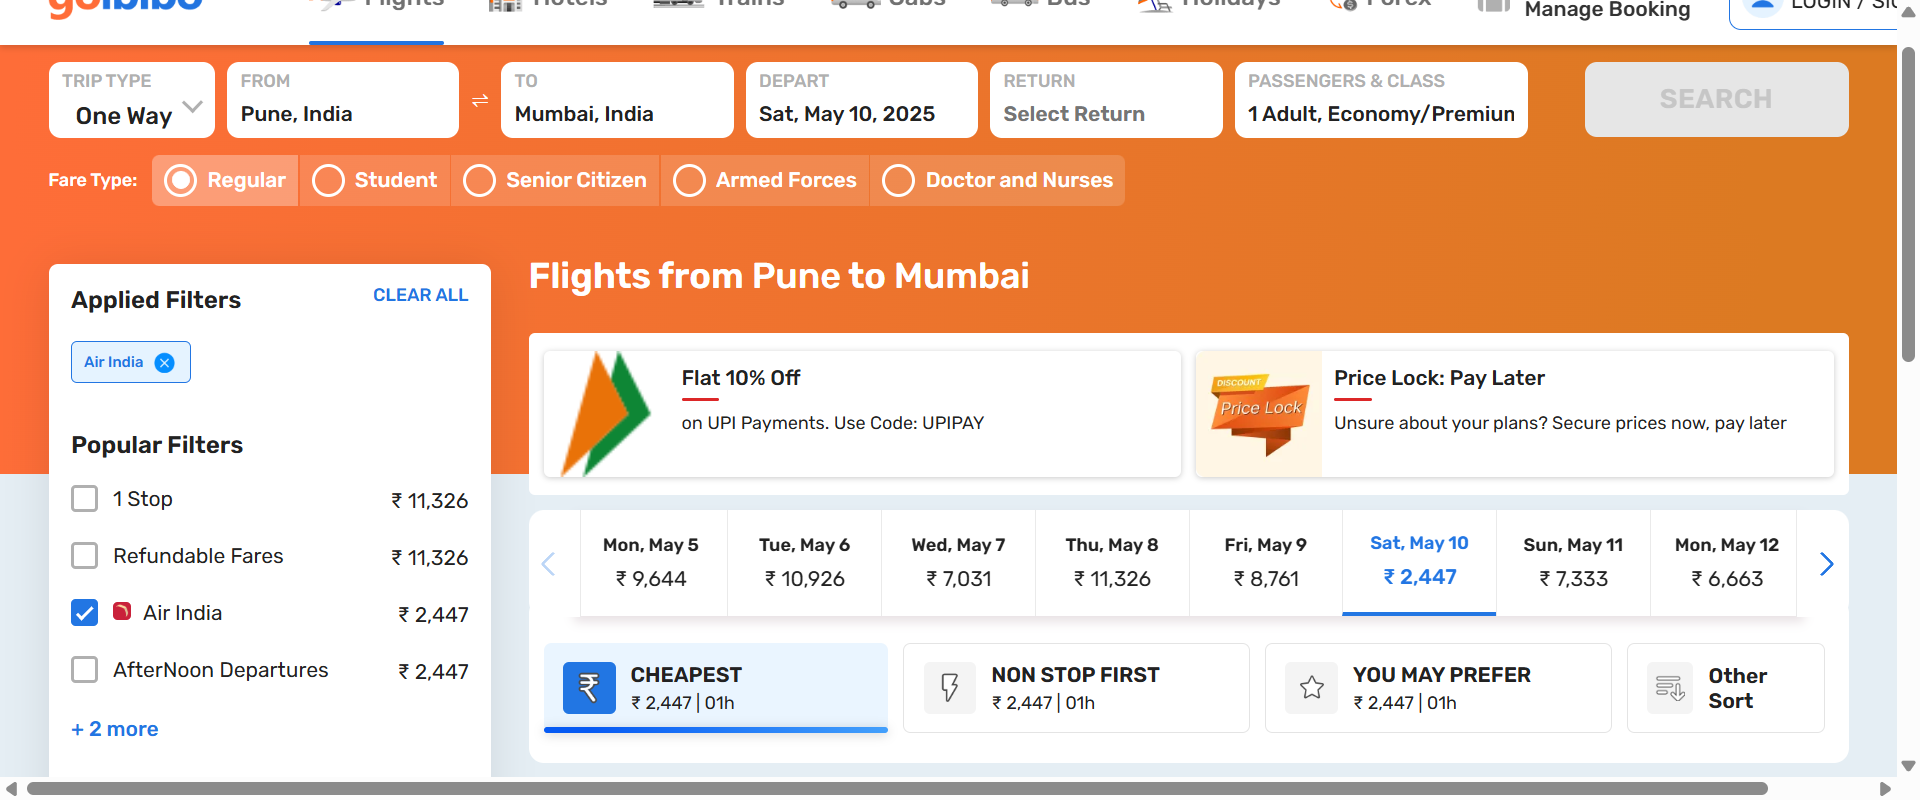 goibibo
Flights
Hotels
Trains
Cabs
Bus
Holidays
Forex
Manage Booking
LOGIN / SIG
TRIP TYPE
One Way
FROM
Pune, India
TO
Mumbai, India
DEPART
Sat, May 10, 2025
RETURN
Select Return
PASSENGERS & CLASS
1 Adult, Economy/Premiun
SEARCH
Fare Type:
Regular
Student
Senior Citizen
Armed Forces
Doctor and Nurses
Applied Filters
CLEAR ALL
Air India
Popular Filters
1 Stop
₹ 11,326
Refundable Fares
₹ 11,326
Air India
₹ 2,447
AfterNoon Departures
₹ 2,447
+ 2 more
Flights from Pune to Mumbai
Flat 10% Off
on UPI Payments. Use Code: UPIPAY
DISCOUNT
Price Lock
Price Lock: Pay Later
Unsure about your plans? Secure prices now, pay later
Mon, May 5
₹ 9,644
Tue, May 6
₹ 10,926
Wed, May 7
₹ 7,031
Thu, May 8
₹ 11,326
Fri, May 9
₹ 8,761
Sat, May 10
₹ 2,447
Sun, May 11
₹ 7,333
Mon, May 12
₹ 6,663
CHEAPEST
₹ 2,447 | 01h
NON STOP FIRST
₹ 2,447 | 01h
YOU MAY PREFER
₹ 2,447 | 01h
Other
Sort